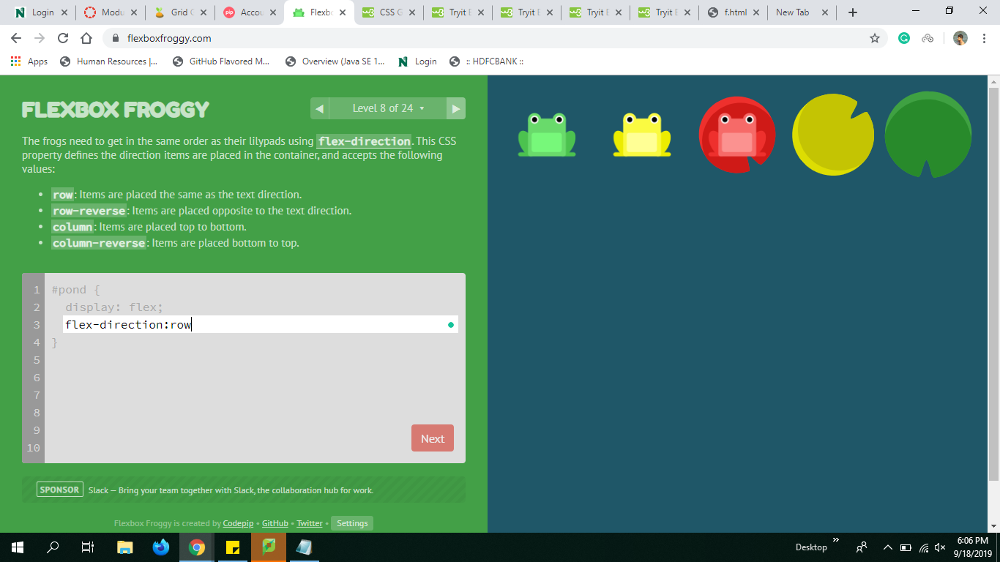 Login
Modu
Grid C
Accou
Flexbo
CSS G
Tryit E
Tryit E
Tryit E
Tryit E
f.html
New Tab
flexboxfroggy.com
Apps
Human Resources |...
GitHub Flavored M...
Overview (Java SE 1...
Login
:: HDFCBANK ::
FLEXBOX FROGGY
Level 8 of 24
The frogs need to get in the same order as their lilypads using flex-direction. This CSS
property defines the direction items are placed in the container, and accepts the following
values:
• row: Items are placed the same as the text direction.
• row-reverse: Items are placed opposite to the text direction.
• column: Items are placed top to bottom.
• column-reverse: Items are placed bottom to top.
1 #pond {
2 display: flex;
3 flex-direction:row
4 }
5
6
7
8
9
10
Next
SPONSOR Slack — Bring your team together with Slack, the collaboration hub for work.
Flexbox Froggy is created by Codepip • GitHub • Twitter • Settings
Desktop
6:06 PM
9/18/2019